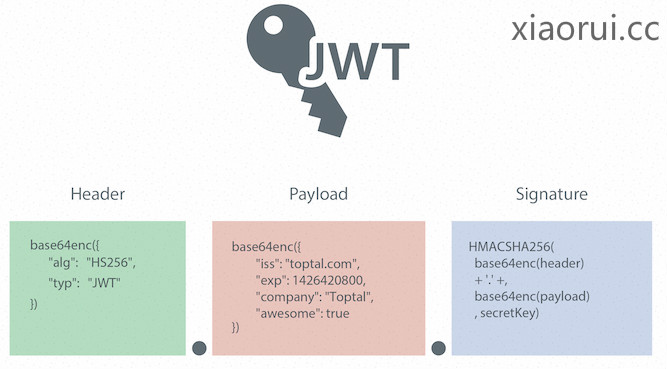 xiaorui.cc
JWT
Header
Payload
Signature
base64enc({
"alg": "HS256",
"typ": "JWT"
})
base64enc({
"iss": "toptal.com",
"exp": 1426420800,
"company": "Toptal",
"awesome": true
})
HMACSHA256(
base64enc(header)
+ '.' +,
base64enc(payload)
, secretKey)